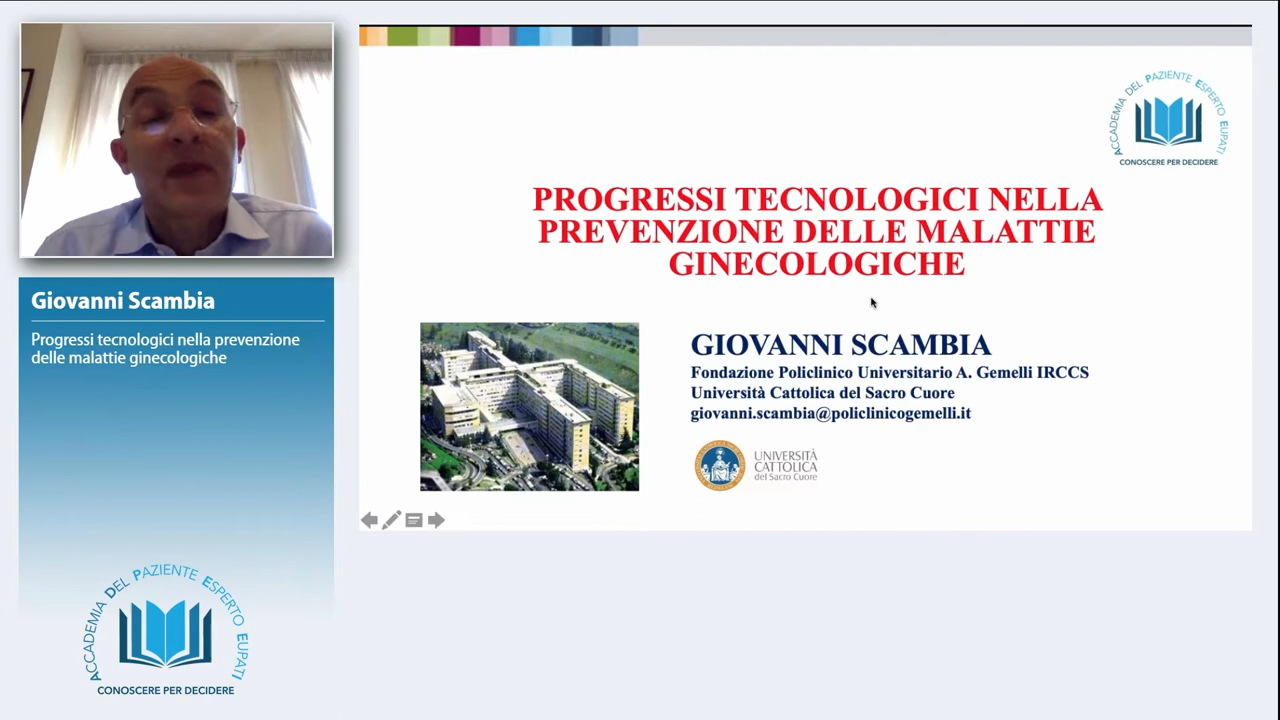 Giovanni Scambia
Progressi tecnologici nella prevenzione
delle malattie ginecologiche
ACCADEMIA DEL PAZIENTE ESPERTO EUPATI
CONOSCERE PER DECIDERE
ACCADEMIA DEL PAZIENTE ESPERTO EUPATI
CONOSCERE PER DECIDERE
PROGRESSI TECNOLOGICI NELLA
PREVENZIONE DELLE MALATTIE
GINECOLOGICHE
GIOVANNI SCAMBIA
Fondazione Policlinico Universitario A. Gemelli IRCCS
Università Cattolica del Sacro Cuore
giovanni.scambia@policlinicogemelli.it
UNIVERSITÀ
CATTOLICA
del Sacro Cuore